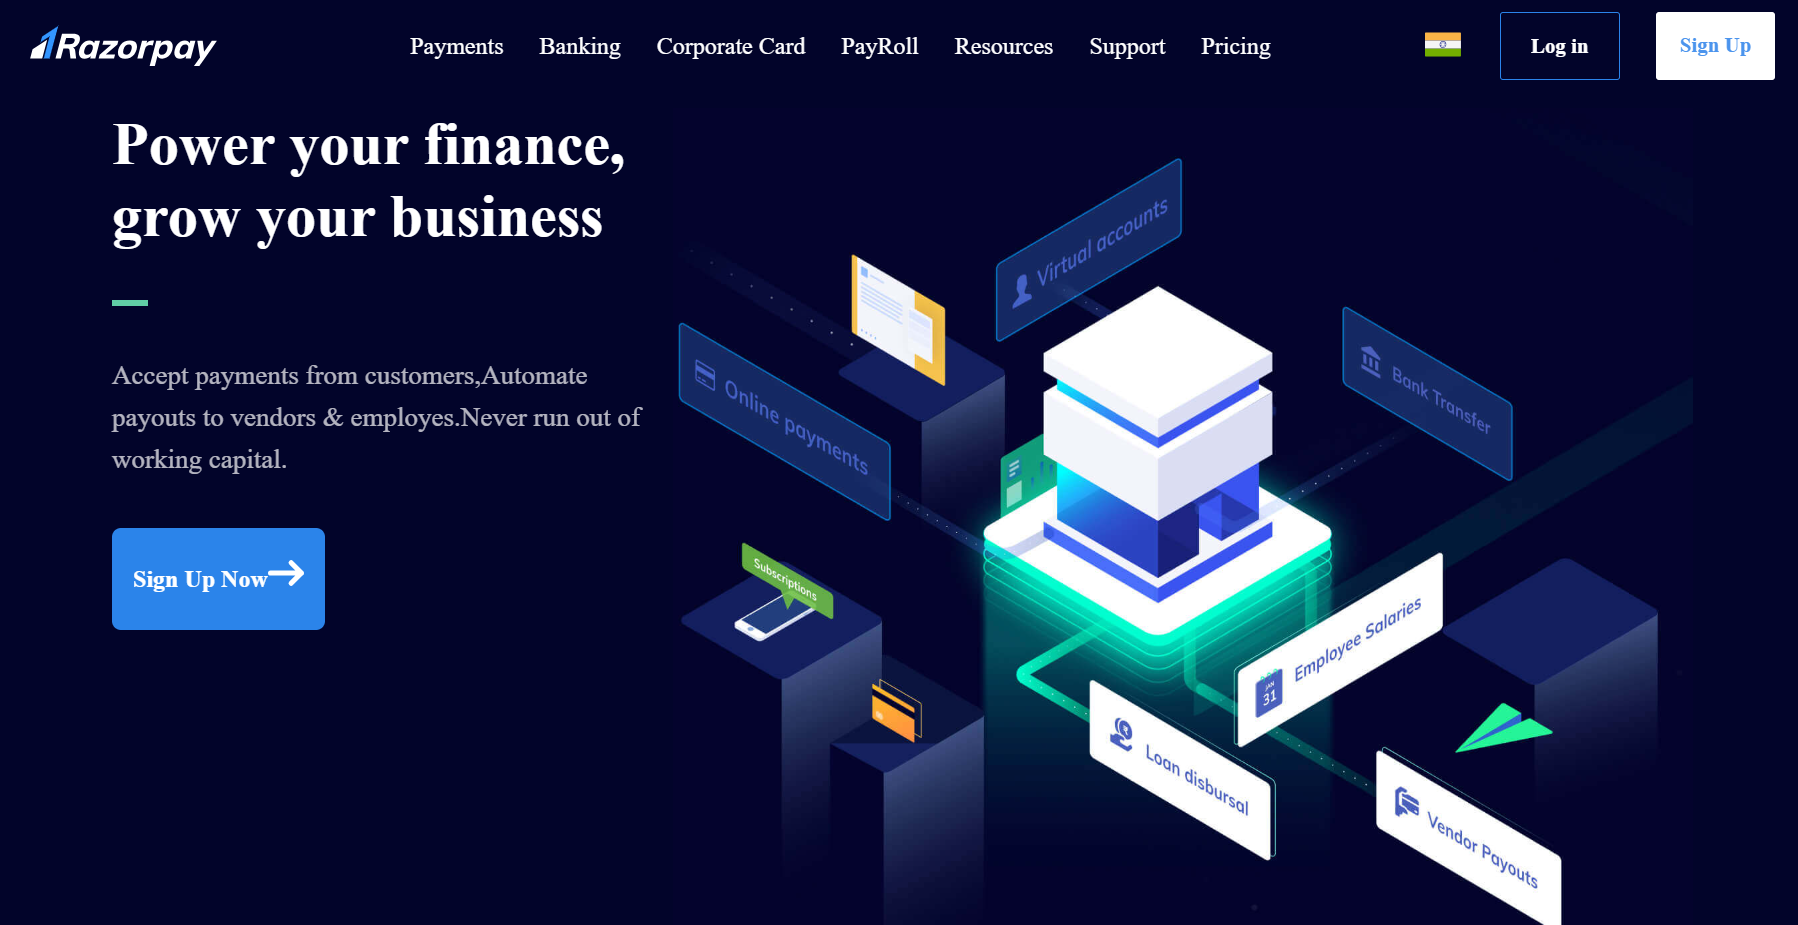 Razorpay
Payments Banking Corporate Card PayRoll Resources Support Pricing
Log in
Sign Up
Power your finance,
grow your business
Accept payments from customers,Automate
payouts to vendors & employes.Never run out of
working capital.
Sign Up Now
Virtual accounts
Online payments
Bank Transfer
Subscriptions
Employee Salaries
JAN
31
Loan disbursal
Vendor Payouts